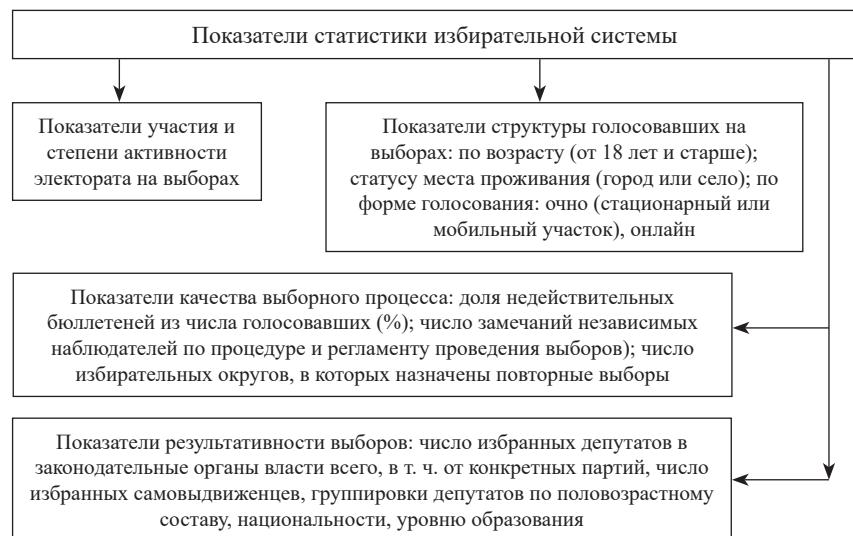 Показатели статистики избирательной системы
Показатели участия и
степени активности
электората на выборах
Показатели структуры голосовавших на
выборах: по возрасту (от 18 лет и старше);
статусу места проживания (город или село); по
форме голосования: очно (стационарный или
мобильный участок), онлайн
Показатели качества выборного процесса: доля недействительных
бюллетеней из числа голосовавших (%); число замечаний независимых
наблюдателей по процедуре и регламенту проведения выборов); число
избирательных округов, в которых назначены повторные выборы
Показатели результативности выборов: число избранных депутатов в
законодательные органы власти всего, в т. ч. от конкретных партий, число
избранных самовыдвиженцев, группировки депутатов по половозрастному
составу, национальности, уровню образования